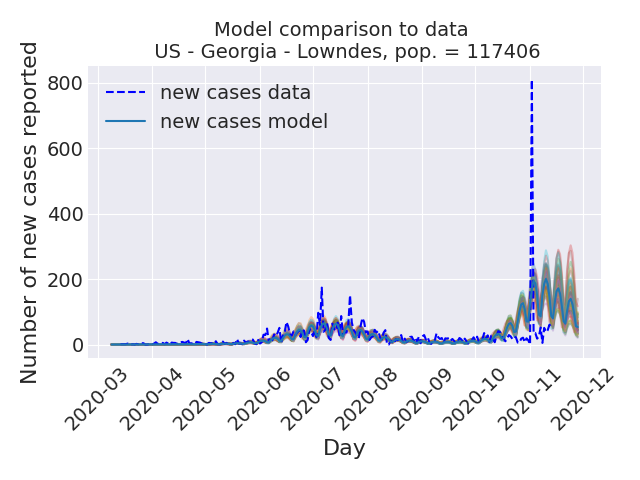 Model comparison to data
US - Georgia - Lowndes, pop. = 117406
new cases data
new cases model
Number of new cases reported
800
600
400
200
0
2020-03
2020-04
2020-05
2020-06
2020-07
2020-08
2020-09
2020-10
2020-11
2020-12
Day